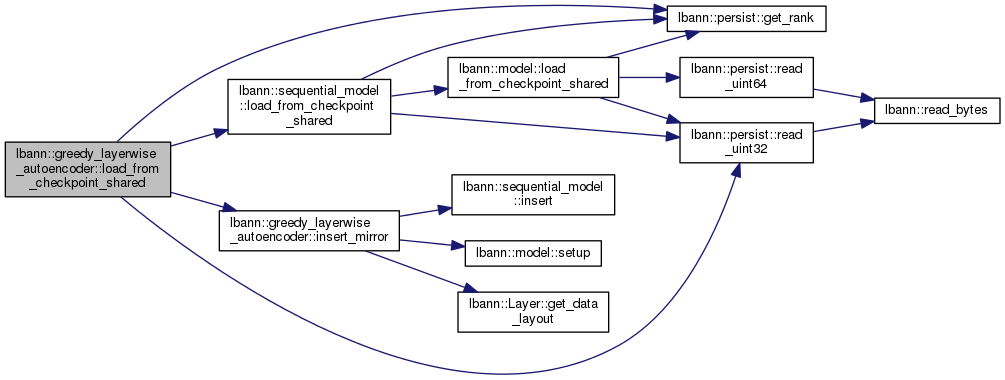 lbann::greedy_layerwise
_autoencoder::load_from
_checkpoint_shared
lbann::sequential_model
::load_from_checkpoint
_shared
lbann::greedy_layerwise
_autoencoder::insert_mirror
lbann::model::load
_from_checkpoint_shared
lbann::sequential_model
::insert
lbann::model::setup
lbann::Layer::get_data
_layout
lbann::persist::get_rank
lbann::persist::read
_uint64
lbann::persist::read
_uint32
lbann::read_bytes